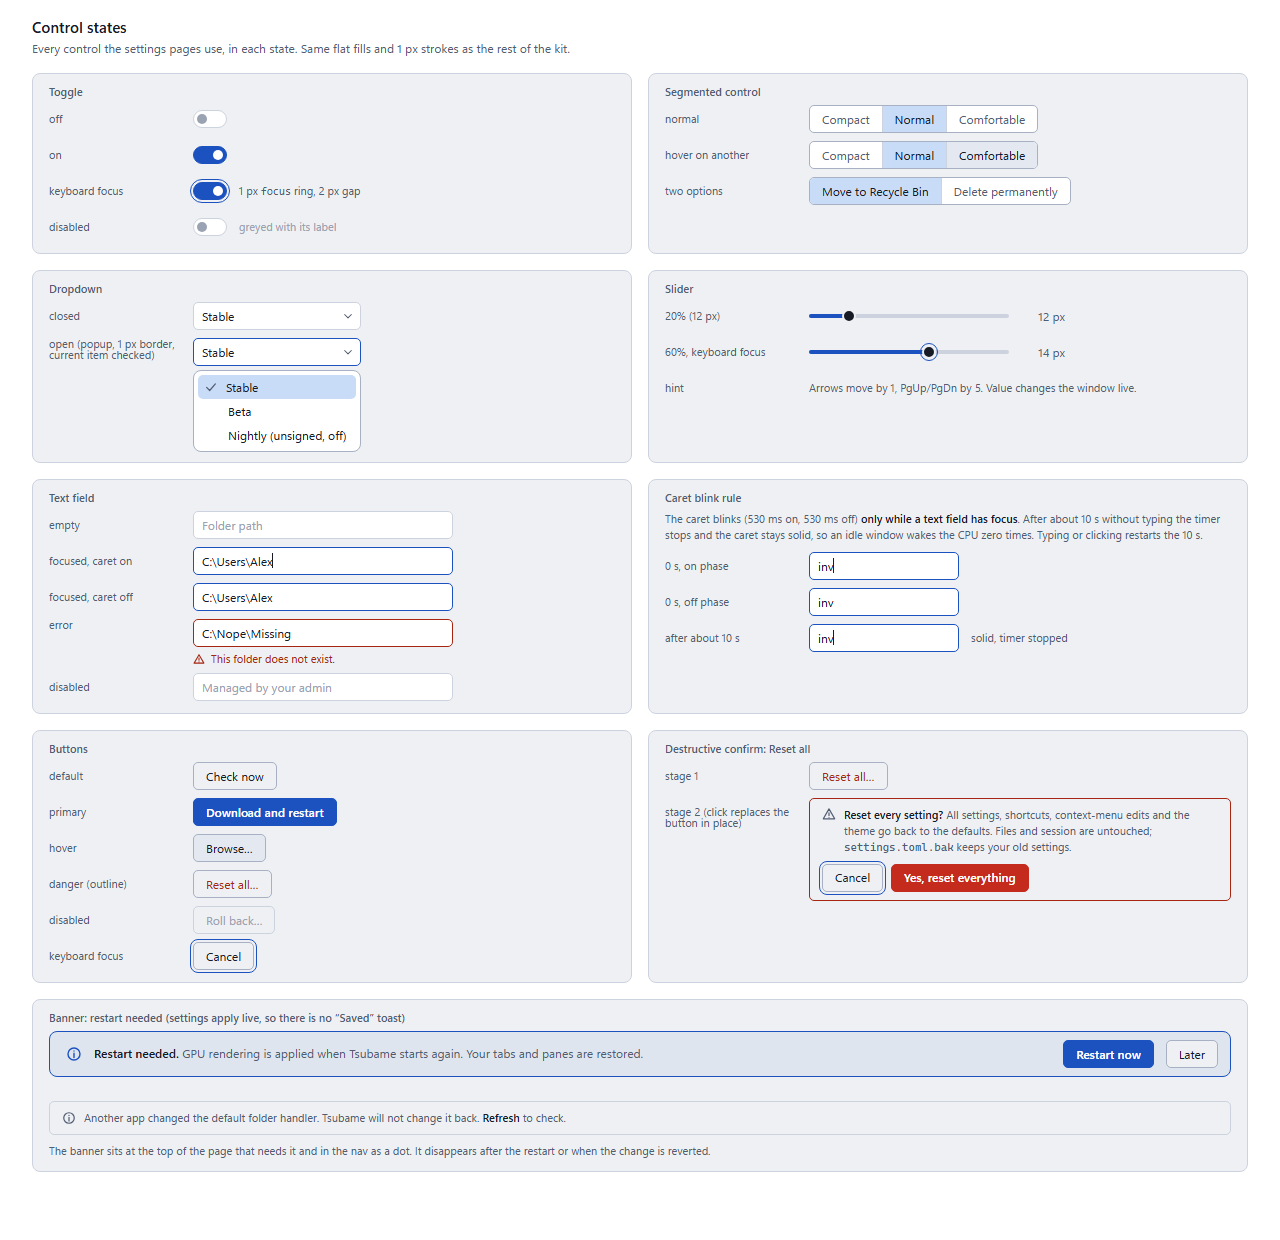 Control states
Every control the settings pages use, in each state. Same flat fills and 1 px strokes as the rest of the kit.
Toggle
off
on
keyboard focus
1 px focus ring, 2 px gap
disabled
greyed with its label
Segmented control
normal
Compact
Normal
Comfortable
hover on another
Compact
Normal
Comfortable
two options
Move to Recycle Bin
Delete permanently
Dropdown
closed
Stable
open (popup, 1 px border,
current item checked)
Stable
Stable
Beta
Nightly (unsigned, off)
Slider
20% (12 px)
12 px
60%, keyboard focus
14 px
hint
Arrows move by 1, PgUp/PgDn by 5. Value changes the window live.
Text field
empty
Folder path
focused, caret on
C:\Users\Alex
focused, caret off
C:\Users\Alex
error
C:\Nope\Missing
This folder does not exist.
disabled
Managed by your admin
Caret blink rule
The caret blinks (530 ms on, 530 ms off) only while a text field has focus. After about 10 s without typing the timer
stops and the caret stays solid, so an idle window wakes the CPU zero times. Typing or clicking restarts the 10 s.
0 s, on phase
inv
0 s, off phase
inv
after about 10 s
inv
solid, timer stopped
Buttons
default
Check now
primary
Download and restart
hover
Browse...
danger (outline)
Reset all...
disabled
Roll back...
keyboard focus
Cancel
Destructive confirm: Reset all
stage 1
Reset all...
stage 2 (click replaces the
button in place)
Reset every setting? All settings, shortcuts, context-menu edits and the
theme go back to the defaults. Files and session are untouched;
settings.toml.bak keeps your old settings.
Cancel
Yes, reset everything
Banner: restart needed (settings apply live, so there is no “Saved” toast)
Restart needed. GPU rendering is applied when Tsubame starts again. Your tabs and panes are restored.
Restart now
Later
Another app changed the default folder handler. Tsubame will not change it back. Refresh to check.
The banner sits at the top of the page that needs it and in the nav as a dot. It disappears after the restart or when the change is reverted.